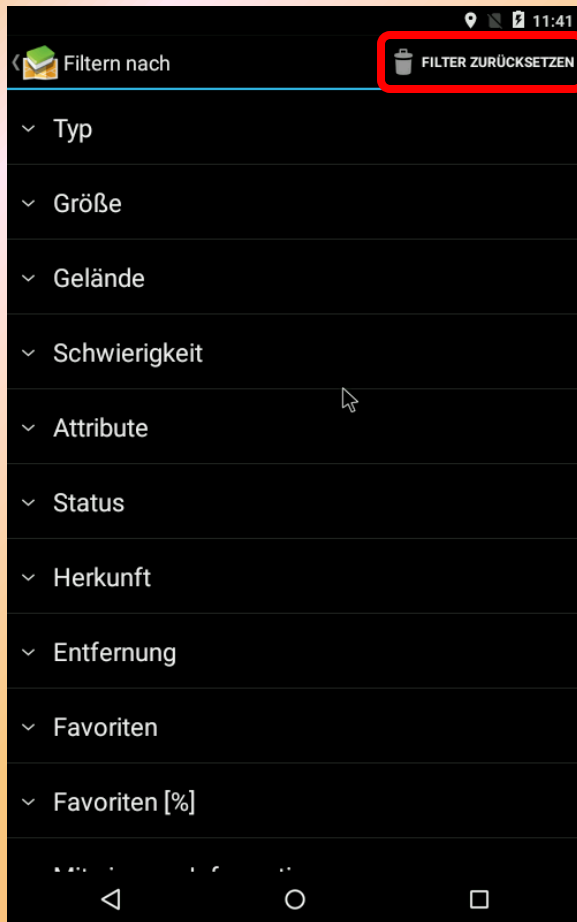 11:41
Filtern nach
FILTER ZURÜCKSETZEN
Typ
Größe
Gelände
Schwierigkeit
Attribute
Status
Herkunft
Entfernung
Favoriten
Favoriten [%]